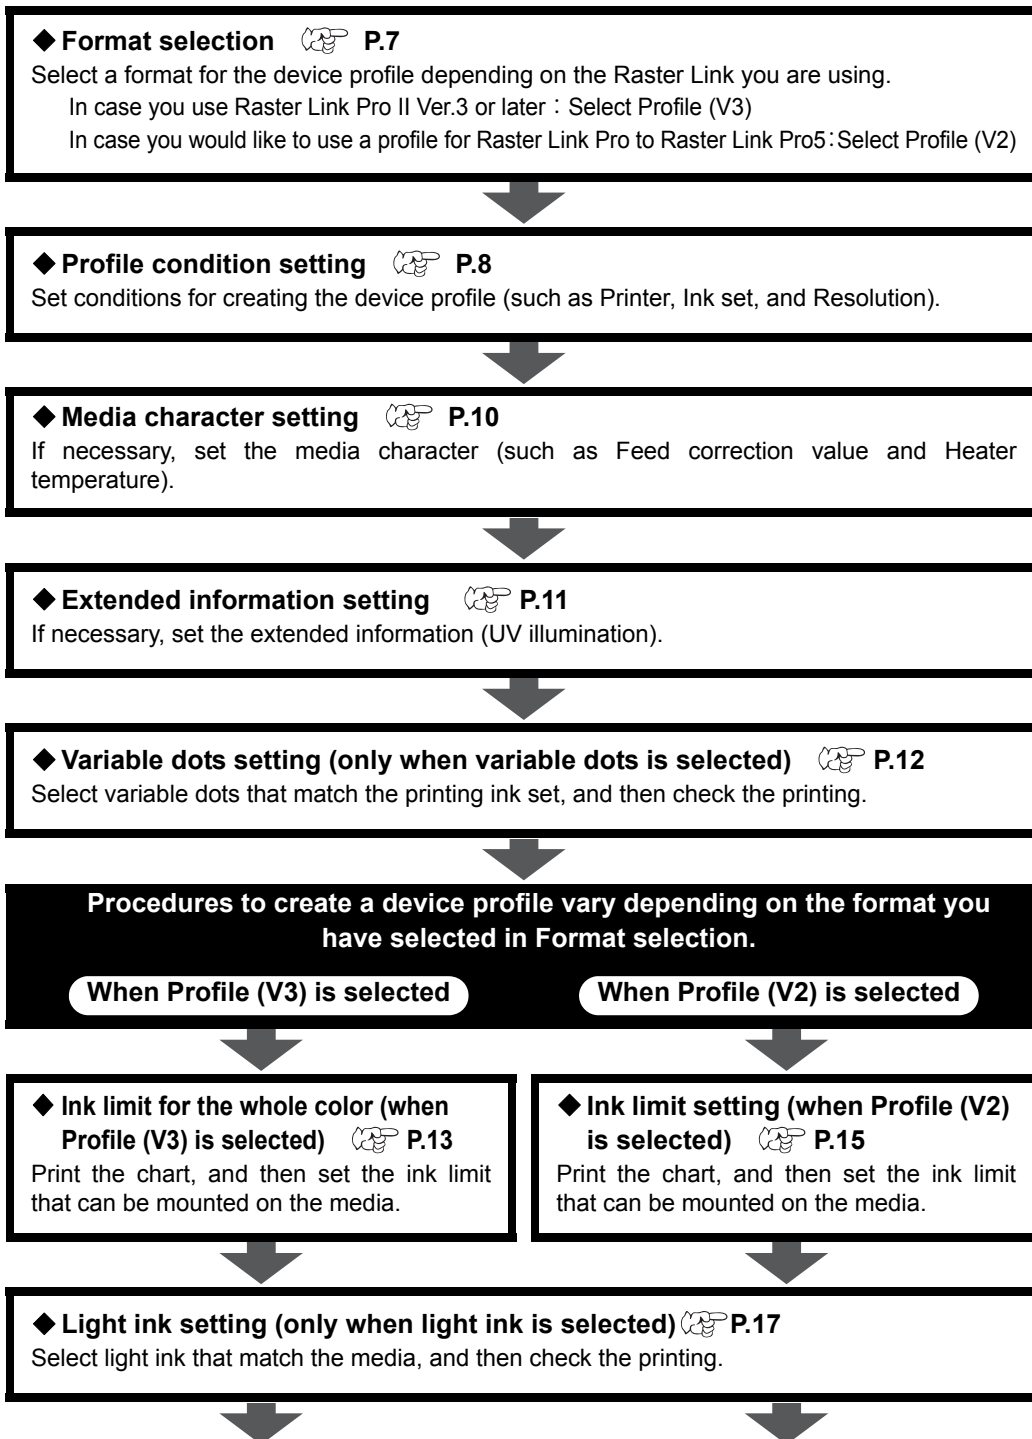 ◆ Format selection P.7
Select a format for the device profile depending on the Raster Link you are using.
In case you use Raster Link Pro II Ver.3 or later : Select Profile (V3)
In case you would like to use a profile for Raster Link Pro to Raster Link Pro5:Select Profile (V2)
◆ Profile condition setting P.8
Set conditions for creating the device profile (such as Printer, Ink set, and Resolution).
◆ Media character setting P.10
If necessary, set the media character (such as Feed correction value and Heater
temperature).
◆ Extended information setting P.11
If necessary, set the extended information (UV illumination).
◆ Variable dots setting (only when variable dots is selected) P.12
Select variable dots that match the printing ink set, and then check the printing.
Procedures to create a device profile vary depending on the format you
have selected in Format selection.
When Profile (V3) is selected
When Profile (V2) is selected
◆ Ink limit for the whole color (when
Profile (V3) is selected) P.13
Print the chart, and then set the ink limit
that can be mounted on the media.
◆ Ink limit setting (when Profile (V2)
is selected) P.15
Print the chart, and then set the ink limit
that can be mounted on the media.
◆ Light ink setting (only when light ink is selected) P.17
Select light ink that match the media, and then check the printing.